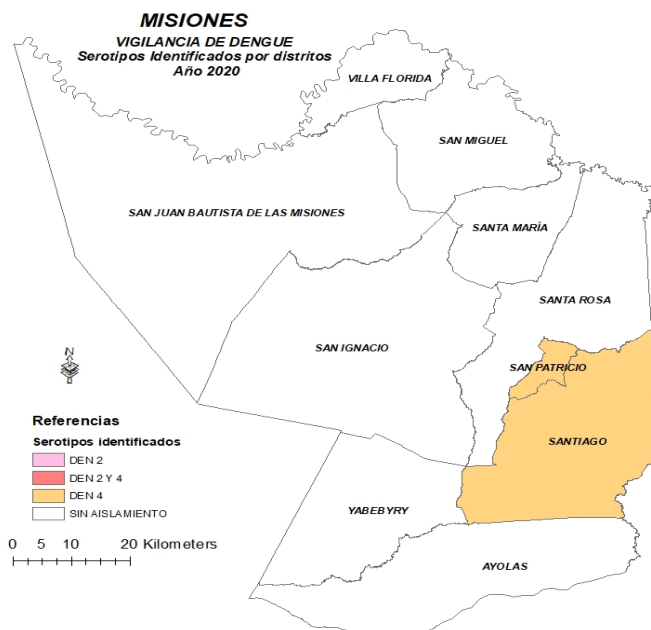 MISIONES
VIGILANCIA DE DENGUE
Serotipos Identificados por distritos
Año 2020
VILLA FLORIDA
SAN MIGUEL
SAN JUAN BAUTISTA DE LAS MISIONES
SANTA MARÍA
SANTA ROSA
SAN IGNACIO
SAN PATRICIO
SANTIAGO
YABEBYRY
AYOLAS
N
Referencias
Serotipos identificados
DEN 2
DEN 2 Y 4
DEN 4
SIN AISLAMIENTO
0 5 10 20 Kilometers